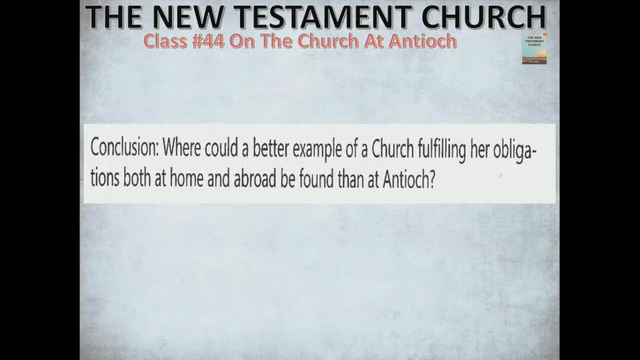 THE NEW TESTAMENT CHURCH
Class #44 On The Church At Antioch
Conclusion: Where could a better example of a Church fulfilling her obliga-
tions both at home and abroad be found than at Antioch?